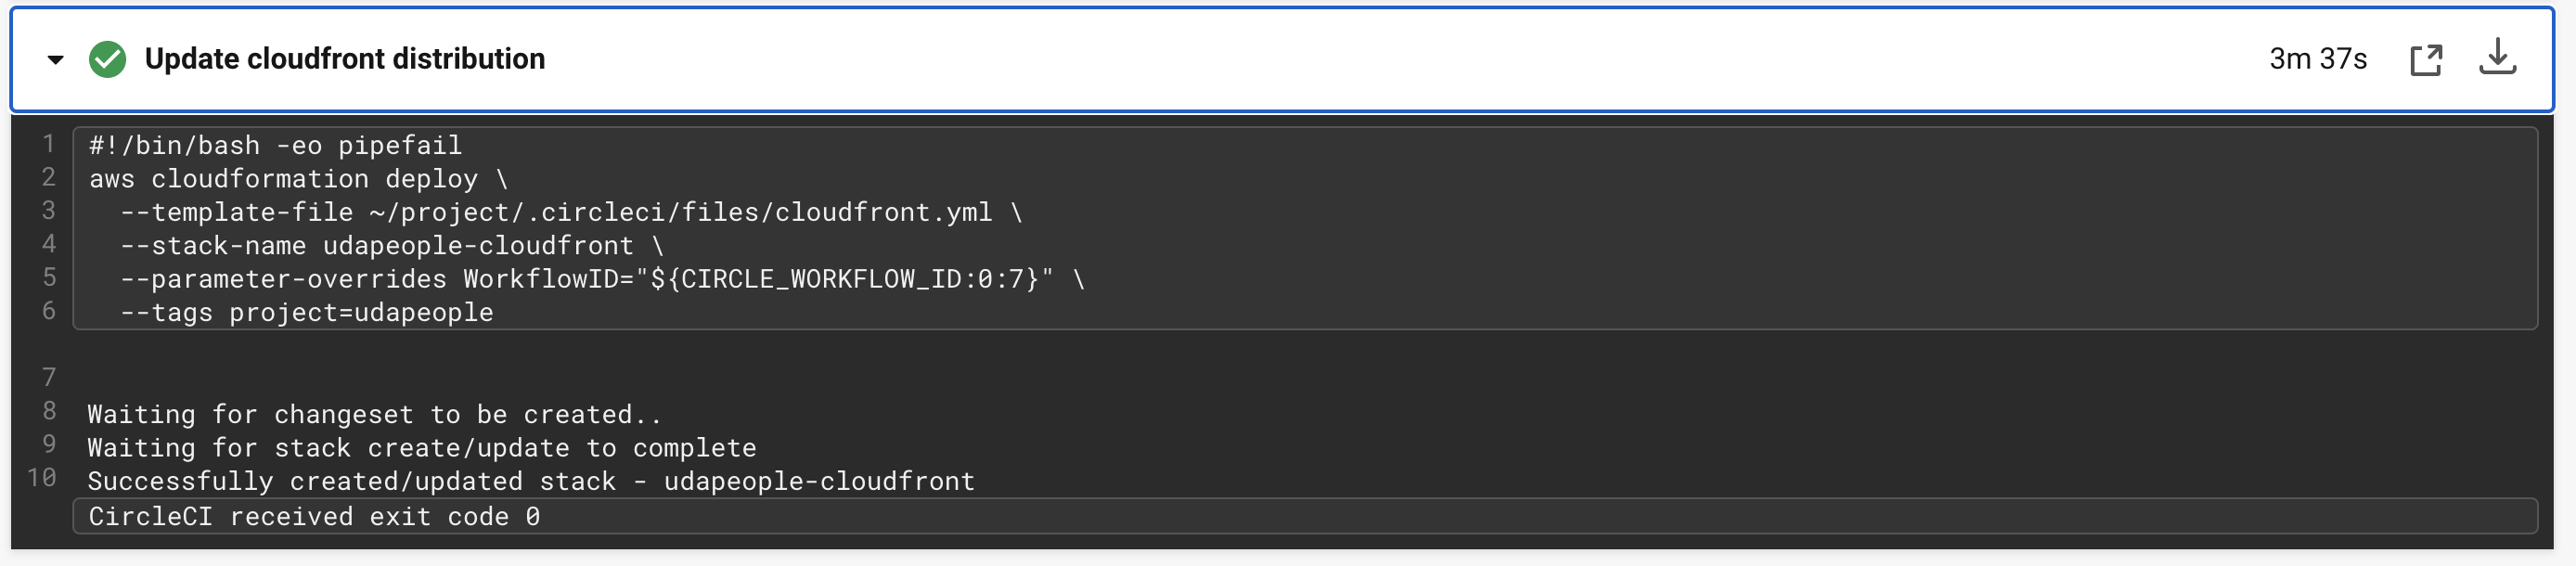 Update cloudfront distribution 3m 37s
1 #!/bin/bash -eo pipefail
2 aws cloudformation deploy \
3   --template-file ~/project/.circleci/files/cloudfront.yml \
4   --stack-name udapeople-cloudfront \
5   --parameter-overrides WorkflowID="${CIRCLE_WORKFLOW_ID:0:7}" \
6   --tags project=udapeople
7
8 Waiting for changeset to be created..
9 Waiting for stack create/update to complete
10 Successfully created/updated stack - udapeople-cloudfront
CircleCI received exit code 0